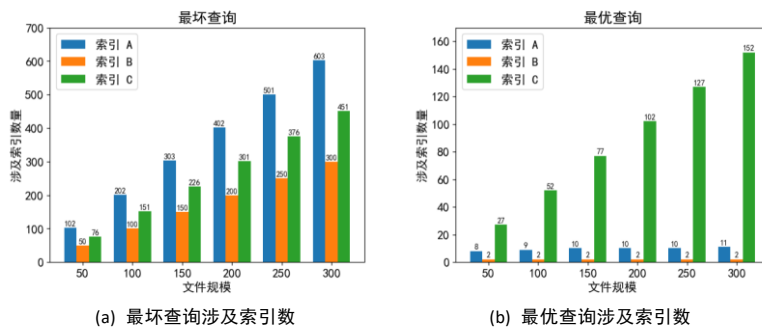 最坏查询
700
600
500
400
300
200
100
0
涉及索引数量
索引 A
索引 B
索引 C
102 50 76
202 100 151
303 150 226
402 200 301
501 250 376
603 300 451
50 100 150 200 250 300
文件规模
(a) 最坏查询涉及索引数
最优查询
160
140
120
100
80
60
40
20
0
涉及索引数量
索引 A
索引 B
索引 C
8 2 27
9 2 52
10 2 77
10 2 102
10 2 127
11 2 152
50 100 150 200 250 300
文件规模
(b) 最优查询涉及索引数